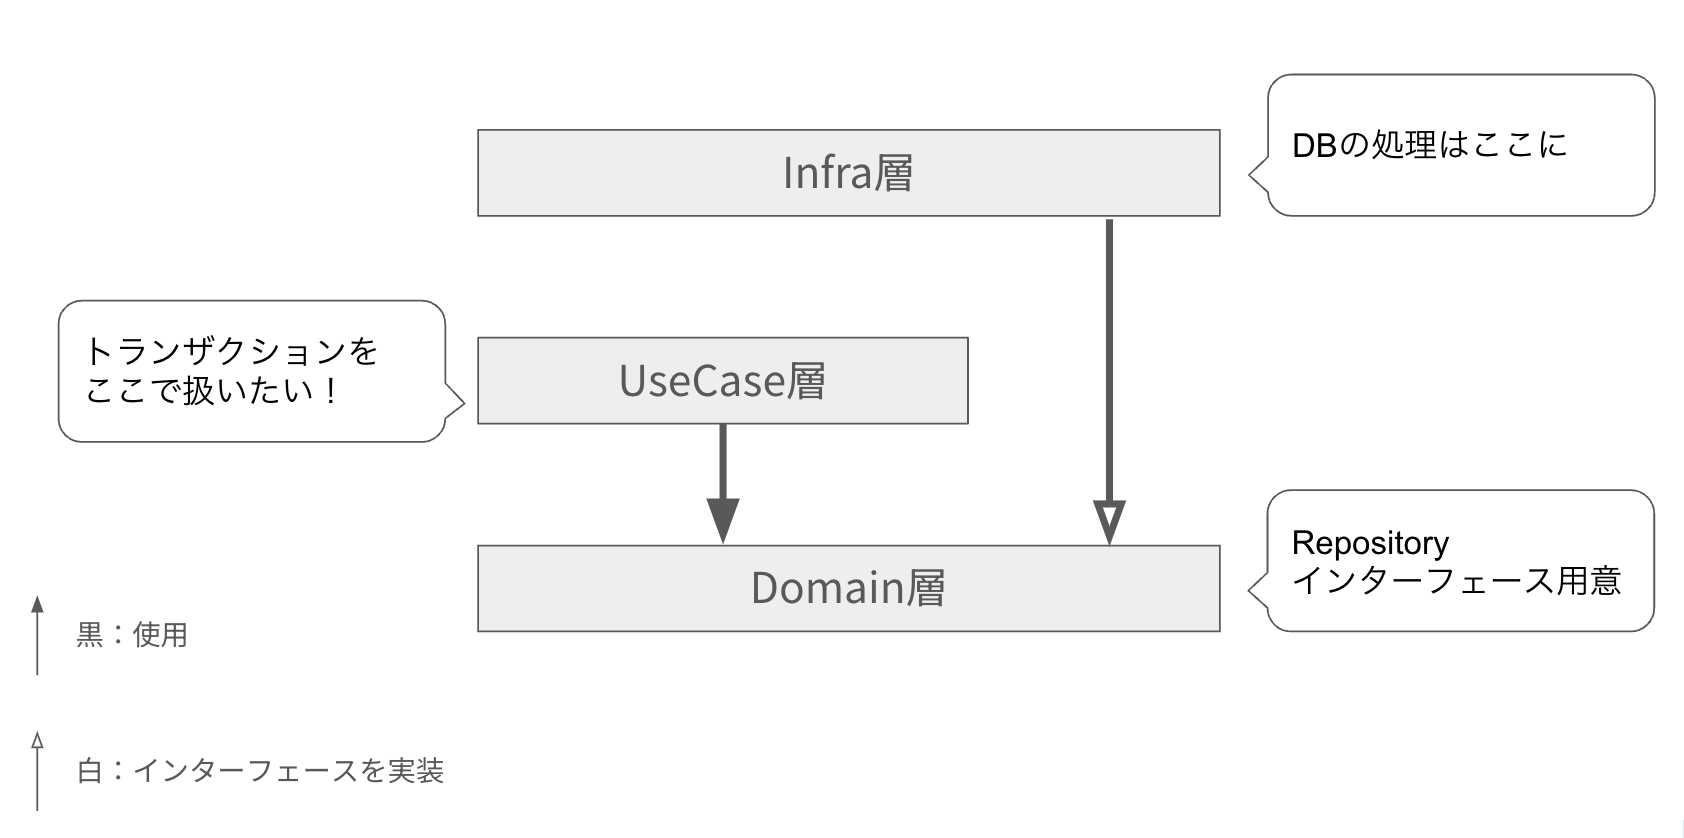 DBの処理はここに
Infra層
トランザクションを
ここで扱いたい！
UseCase層
Repository
インターフェース用意
Domain層
黒：使用
白：インターフェースを実装